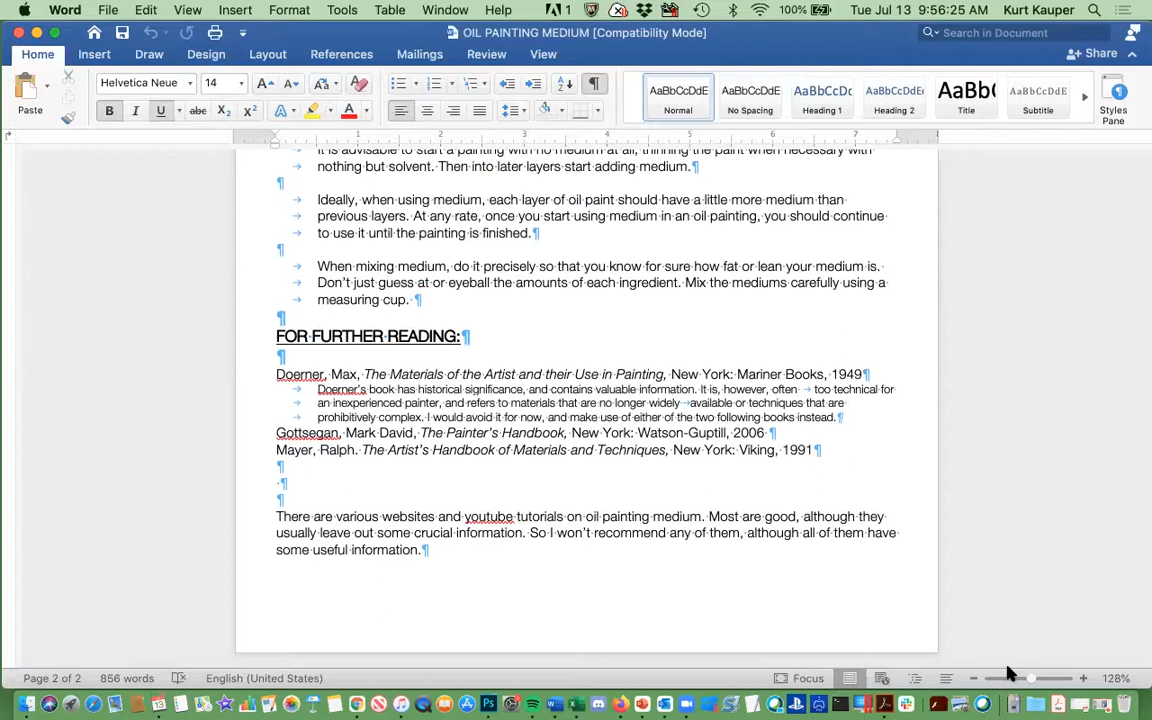 Word File Edit View Insert Format Tools Table Window Help 1 100% Tue Jul 13 9:56:25 AM Kurt Kauper
OIL PAINTING MEDIUM [Compatibility Mode] Search in Document
Home Insert Draw Design Layout References Mailings Review View Share
Paste Helvetica Neue 14 AaBbCcDdE AaBbCcDdE AaBbCcDdE AaBbCcDdE AaBb( AaBbCcDdE
Normal No Spacing Heading 1 Heading 2 Title Subtitle Styles Pane
1 2 3 4 5 6 7
It is advisable to start a painting with no medium at all, thinning the paint when necessary with
nothing but solvent. Then into later layers start adding medium.
Ideally, when using medium, each layer of oil paint should have a little more medium than
previous layers. At any rate, once you start using medium in an oil painting, you should continue
to use it until the painting is finished.
When mixing medium, do it precisely so that you know for sure how fat or lean your medium is.
Don't just guess at or eyeball the amounts of each ingredient. Mix the mediums carefully using a
measuring cup.
FOR FURTHER READING:
Doerner, Max, The Materials of the Artist and their Use in Painting, New York: Mariner Books, 1949
Doerner's book has historical significance, and contains valuable information. It is, however, often → too technical for
an inexperienced painter, and refers to materials that are no longer widely → available or techniques that are
prohibitively complex. I would avoid it for now, and make use of either of the two following books instead.
Gottsegan, Mark David, The Painter's Handbook, New York: Watson-Guptill, 2006
Mayer, Ralph. The Artist's Handbook of Materials and Techniques, New York: Viking, 1991
There are various websites and youtube tutorials on oil painting medium. Most are good, although they
usually leave out some crucial information. So I won't recommend any of them, although all of them have
some useful information.
Page 2 of 2 856 words English (United States) Focus 128%